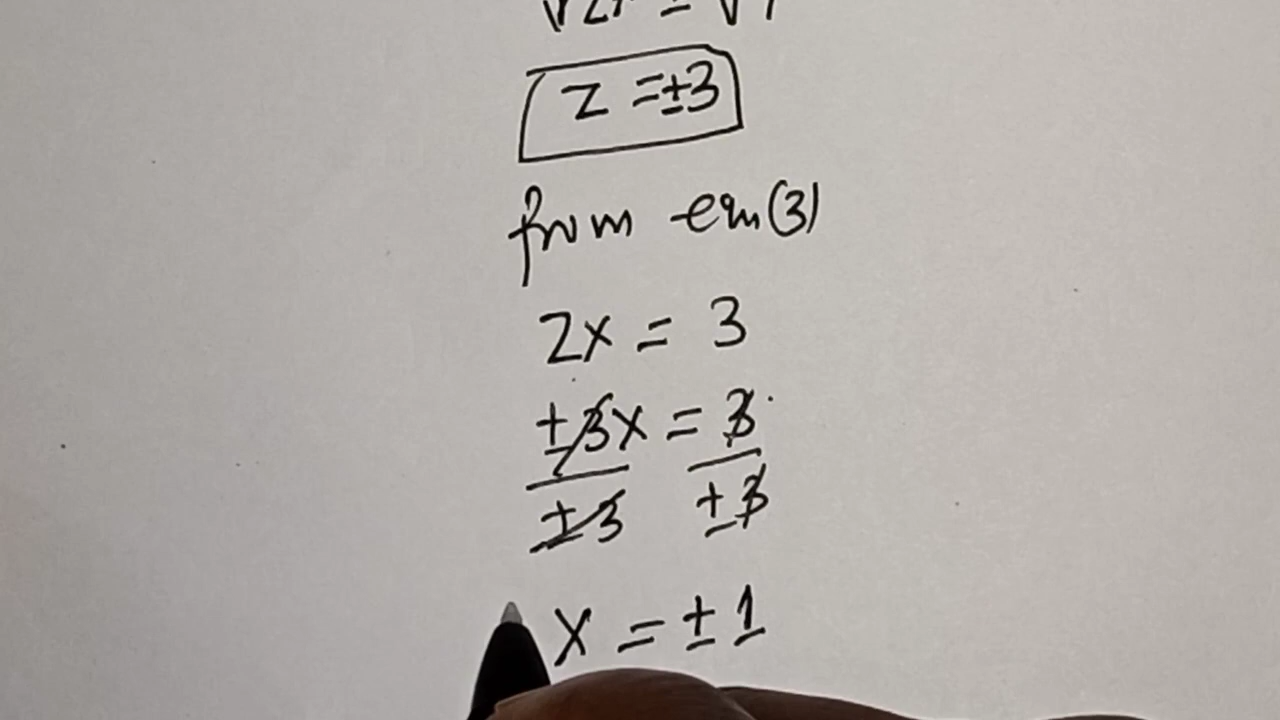 z = ±3
from eqn(3)
zx = 3
±3x = 3
±3 ±3
x = ±1